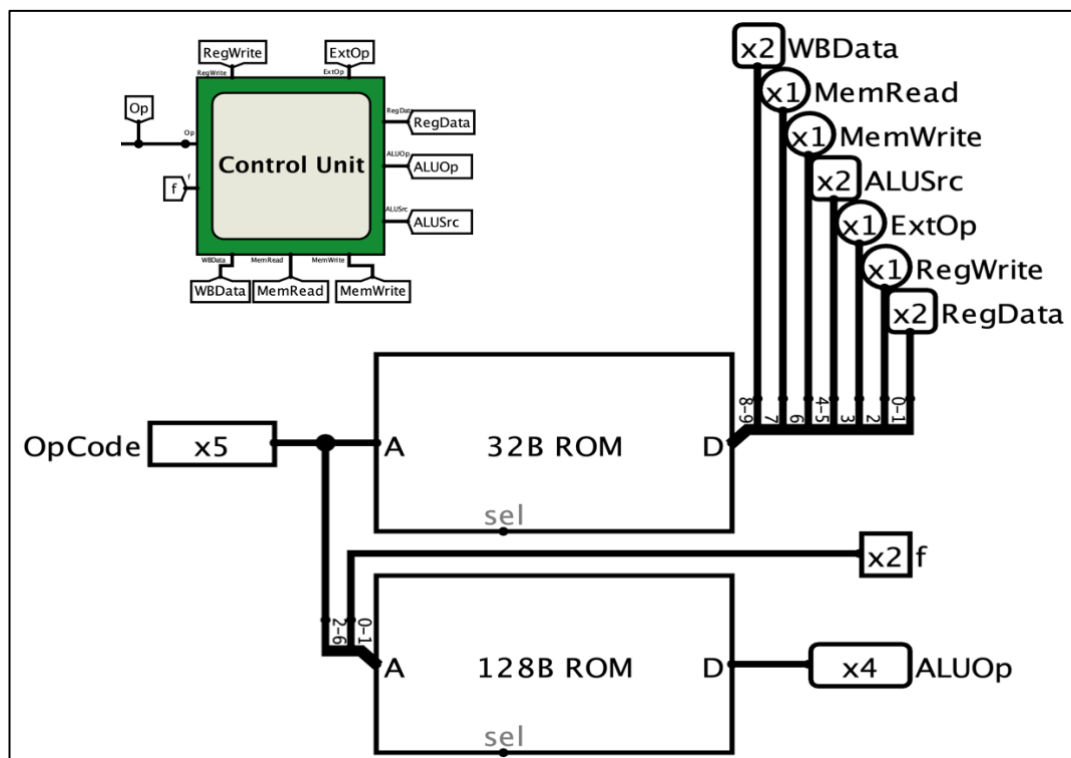 RegWrite
ExtOp
RegWrite
ExtOp
Op
Op
RegData
RegData
Control Unit
ALUOp
ALUOp
f
f
ALUSrc
ALUSrc
WBData
MemRead
MemWrite
WBData
MemRead
MemWrite
x2 WBData
x1 MemRead
x1 MemWrite
x2 ALUSrc
x1 ExtOp
x1 RegWrite
x2 RegData
8-9
7
6
4-5
3
2
0-1
OpCode x5
A 32B ROM D
sel
x2 f
2-6
0-1
A 128B ROM D
x4 ALUOp
sel